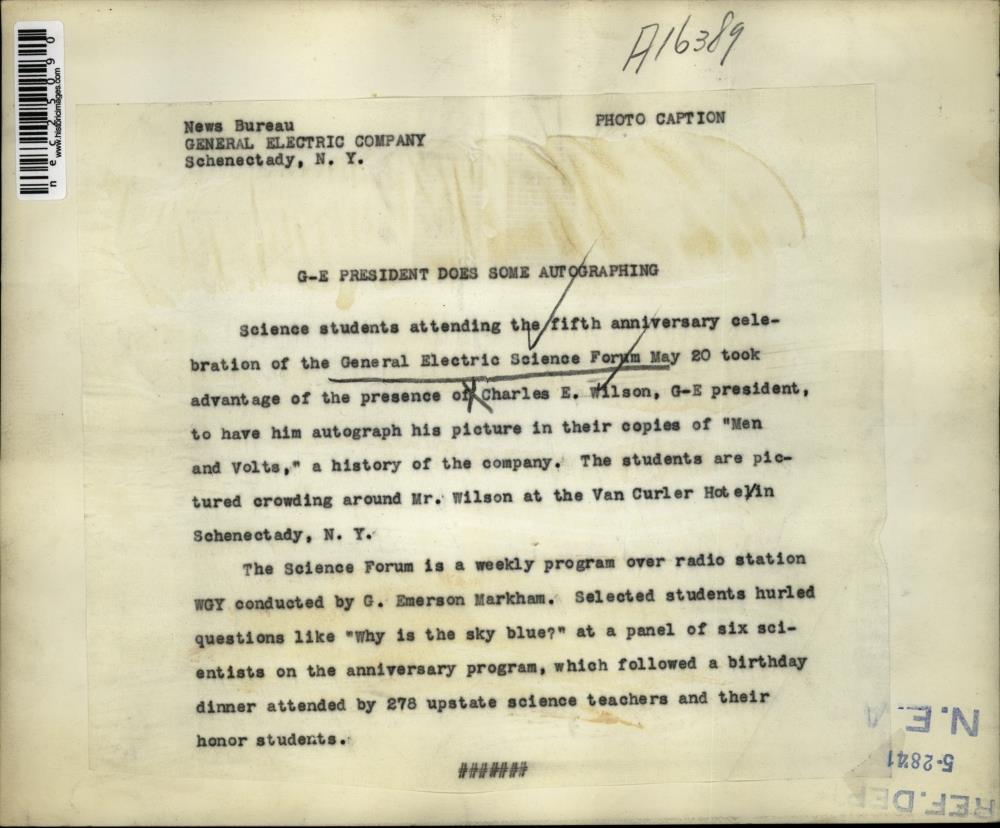 A16389
nec25090
www.historicimages.com
News Bureau
GENERAL ELECTRIC COMPANY
Schenectady, N. Y.
PHOTO CAPTION
G-E PRESIDENT DOES SOME AUTOGRAPHING
Science students attending the fifth anniversary cele-
bration of the General Electric Science Forum May 20 took
advantage of the presence of Charles E. Wilson, G-E president,
to have him autograph his picture in their copies of "Men
and Volts," a history of the company. The students are pic-
tured crowding around Mr. Wilson at the Van Curler Hotel in
Schenectady, N. Y.
The Science Forum is a weekly program over radio station
WGY conducted by G. Emerson Markham. Selected students hurled
questions like "Why is the sky blue?" at a panel of six sci-
entists on the anniversary program, which followed a birthday
dinner attended by 278 upstate science teachers and their
honor students.
#######
N.E.
REF.